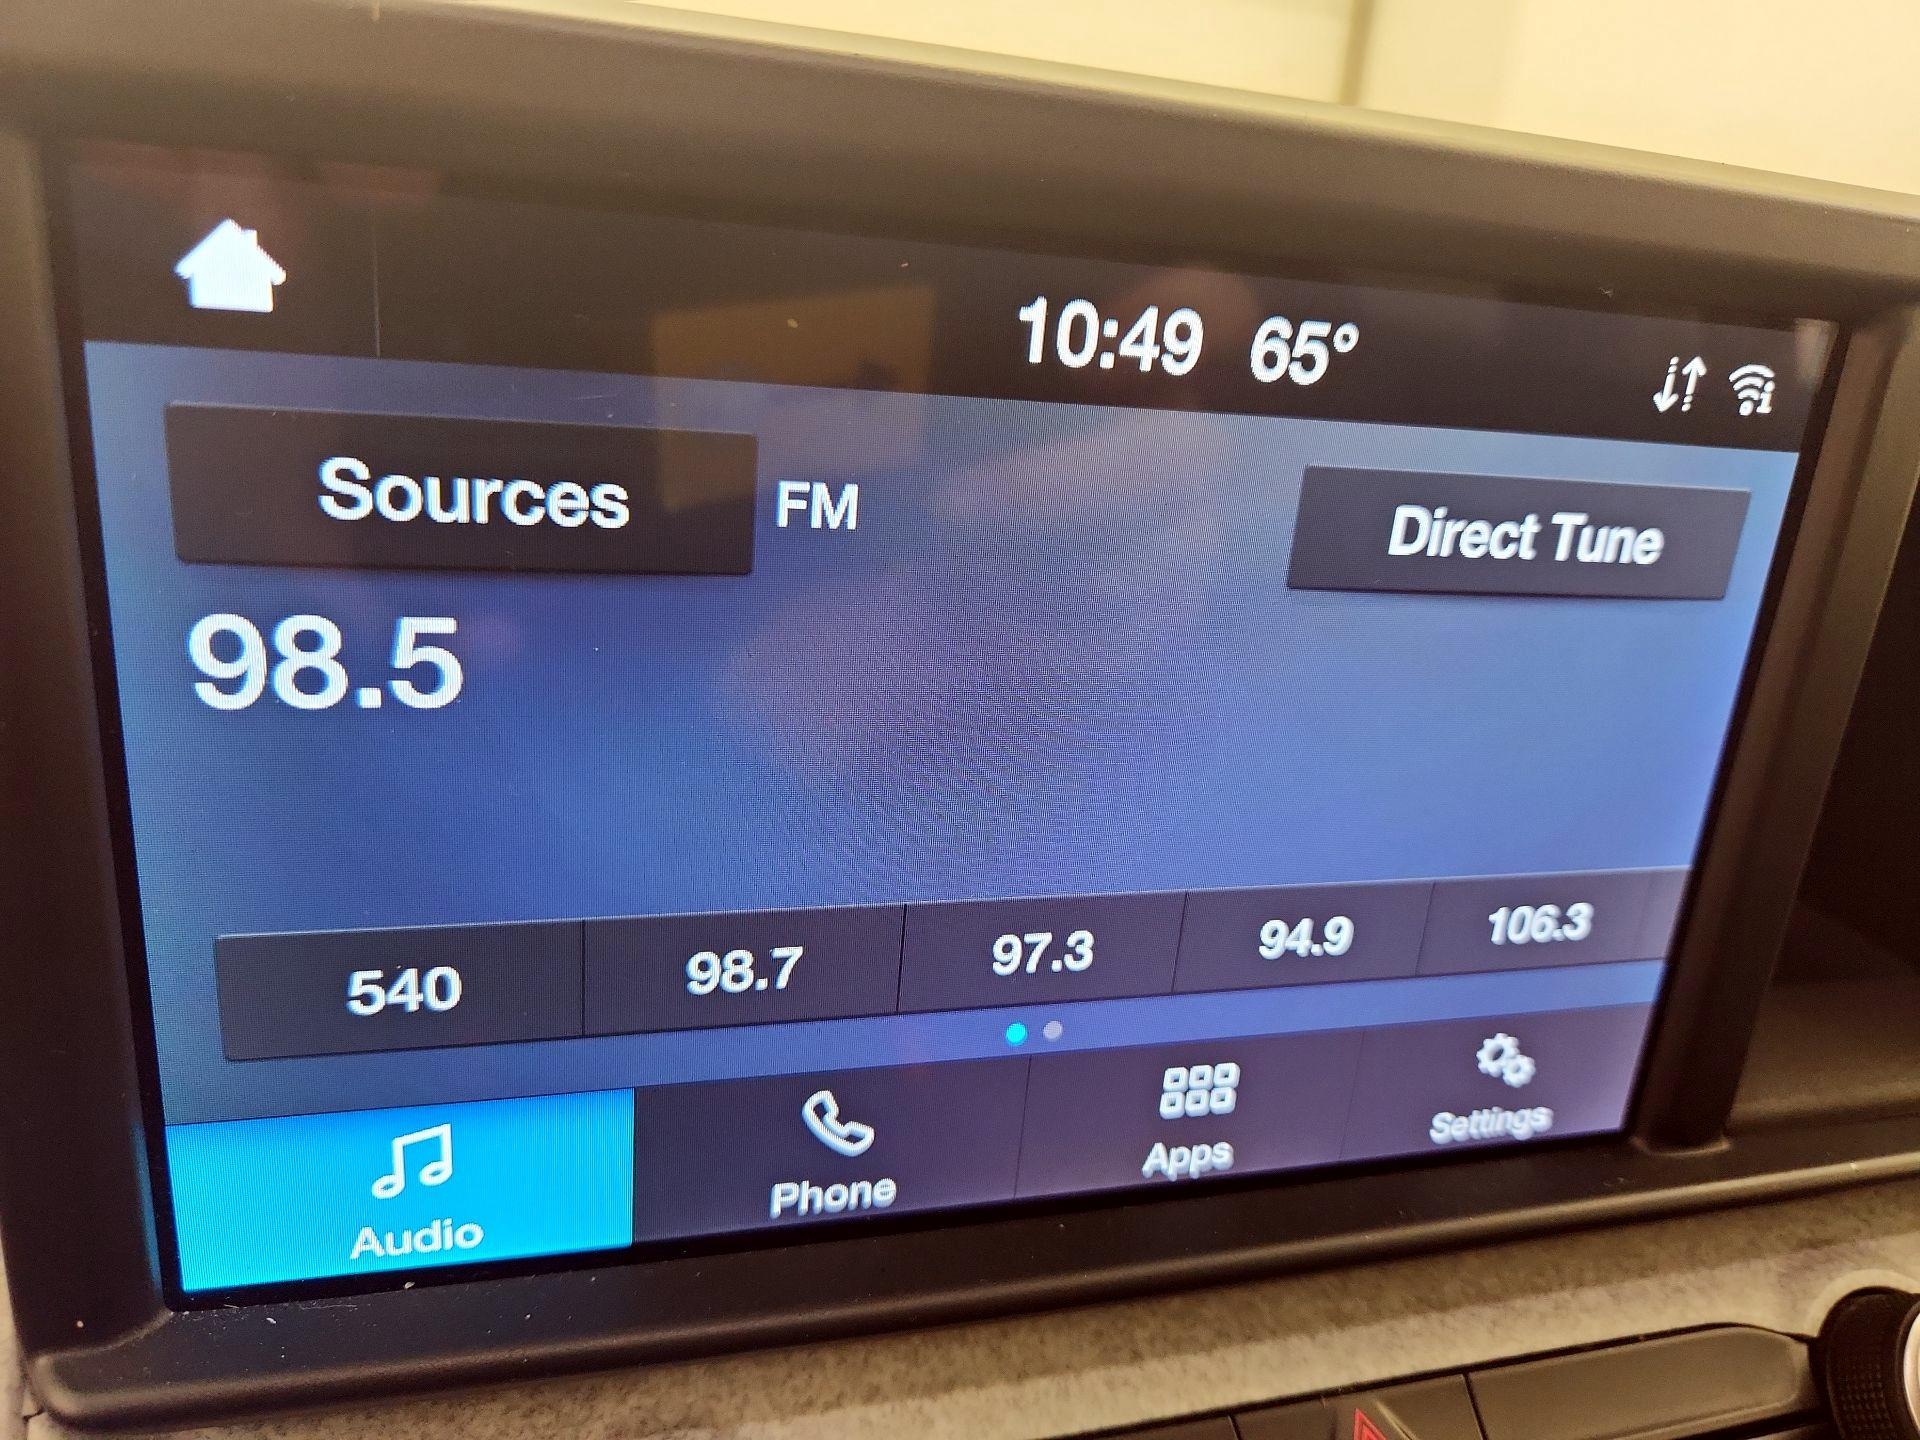 10:49 65°
Sources FM Direct Tune
98.5
540 98.7 97.3 94.9 106.3
Audio Phone Apps Settings